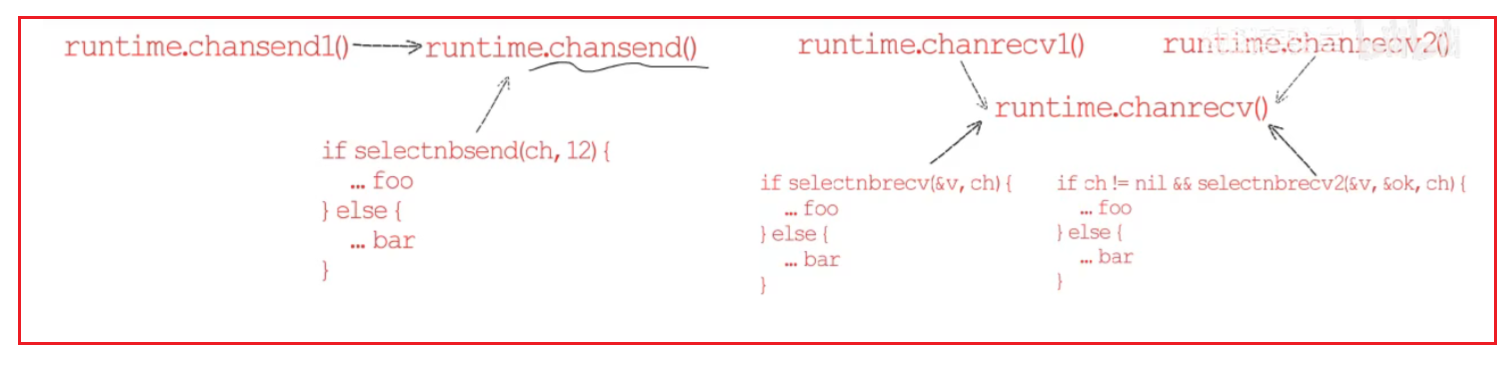 runtime.chansend1()
runtime.chansend()
if selectnbsend(ch, 12) {
... foo
} else {
... bar
}
runtime.chanrecv1()
runtime.chanrecv2()
runtime.chanrecv()
if selectnbrecv(&v, ch) {
... foo
} else {
... bar
}
if ch != nil && selectnbrecv2(&v, &ok, ch) {
... foo
} else {
... bar
}